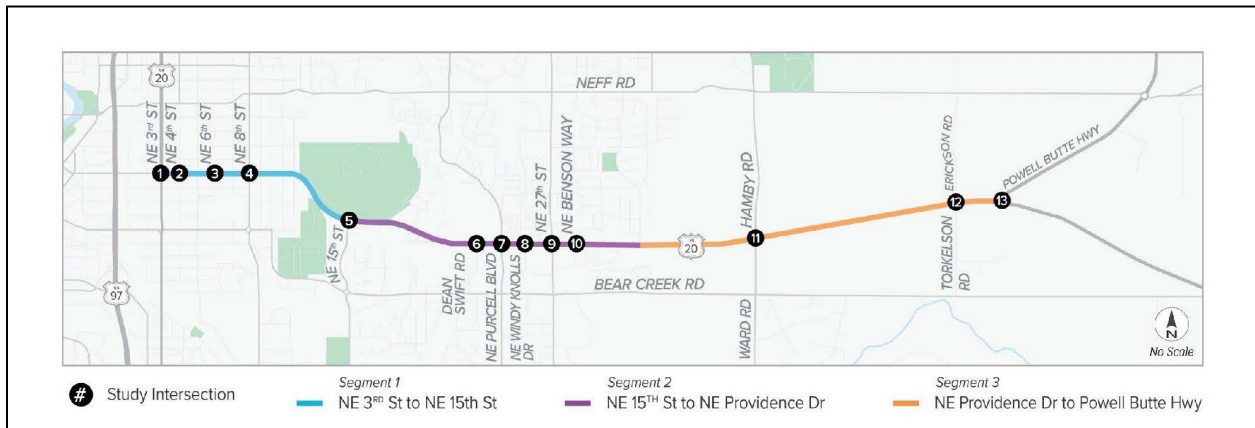 US
20
NE 3rd ST
NE 4th ST
NE 6th ST
NE 8th ST
NEFF RD
1
2
3
4
5
NE 15th ST
US
97
DEAN
SWIFT RD
6
7
8
9
10
NE PURCELL BLVD
NE WINDY KNOLLS
DR
NE 27th ST
NE BENSON WAY
US
20
BEAR CREEK RD
HAMBY RD
11
WARD RD
ERICKSON RD
12
13
TORKELSON
RD
POWELL BUTTE HWY
N
No Scale
# Study Intersection
Segment 1
NE 3RD St to NE 15th St
Segment 2
NE 15TH St to NE Providence Dr
Segment 3
NE Providence Dr to Powell Butte Hwy